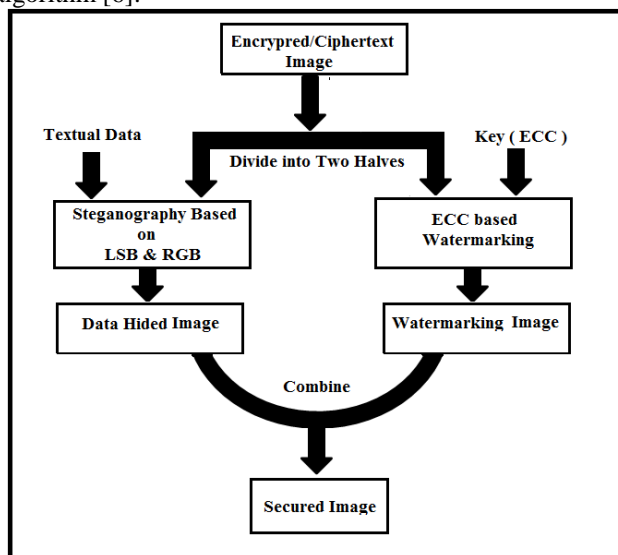 algorithm [6].
Encrypred/Ciphertext
Image
Textual Data
Key ( ECC )
Divide into Two Halves
Steganography Based
on
LSB & RGB
ECC based
Watermarking
Data Hided Image
Watermarking Image
Combine
Secured Image